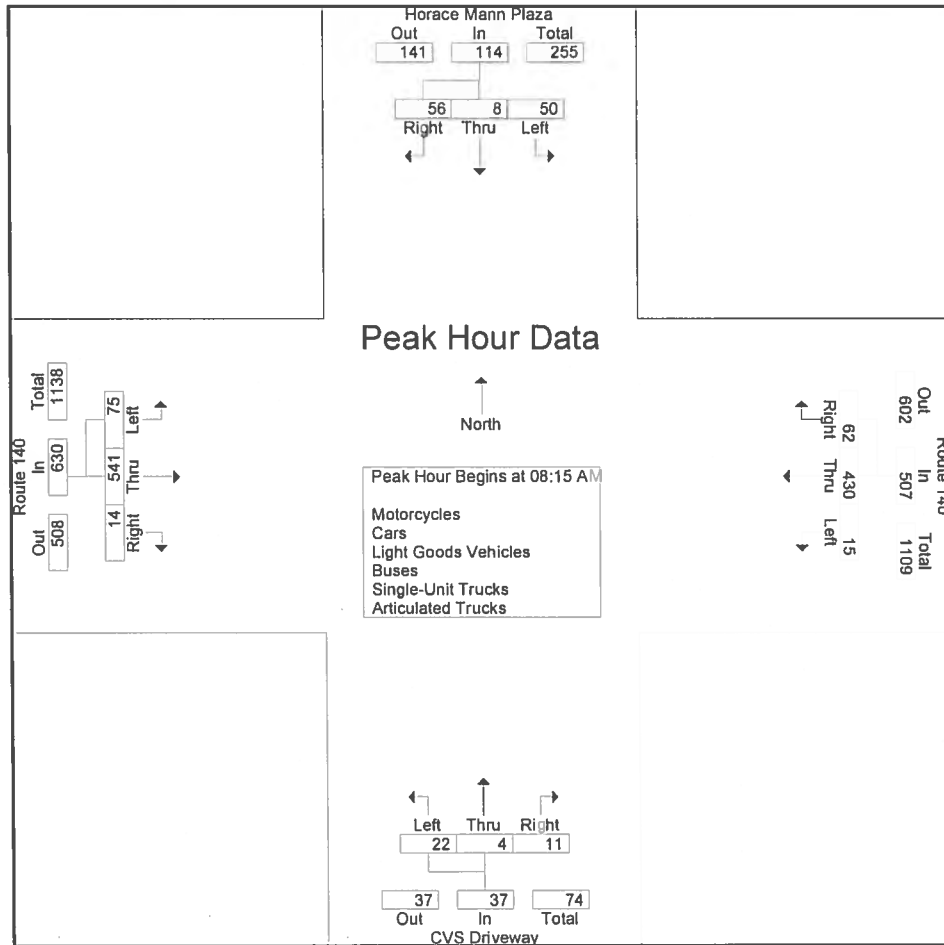 Horace Mann Plaza
Out In Total
141 114 255
56 8 50
Right Thru Left
Peak Hour Data
North
Peak Hour Begins at 08:15 AM
Motorcycles
Cars
Light Goods Vehicles
Buses
Single-Unit Trucks
Articulated Trucks
Route 140
Out In Total
508 630 1138
14 541 75
Right Thru Left
Route 140
Out In Total
602 507 1109
62 430 15
Right Thru Left
Left Thru Right
22 4 11
37 37 74
Out In Total
CVS Driveway